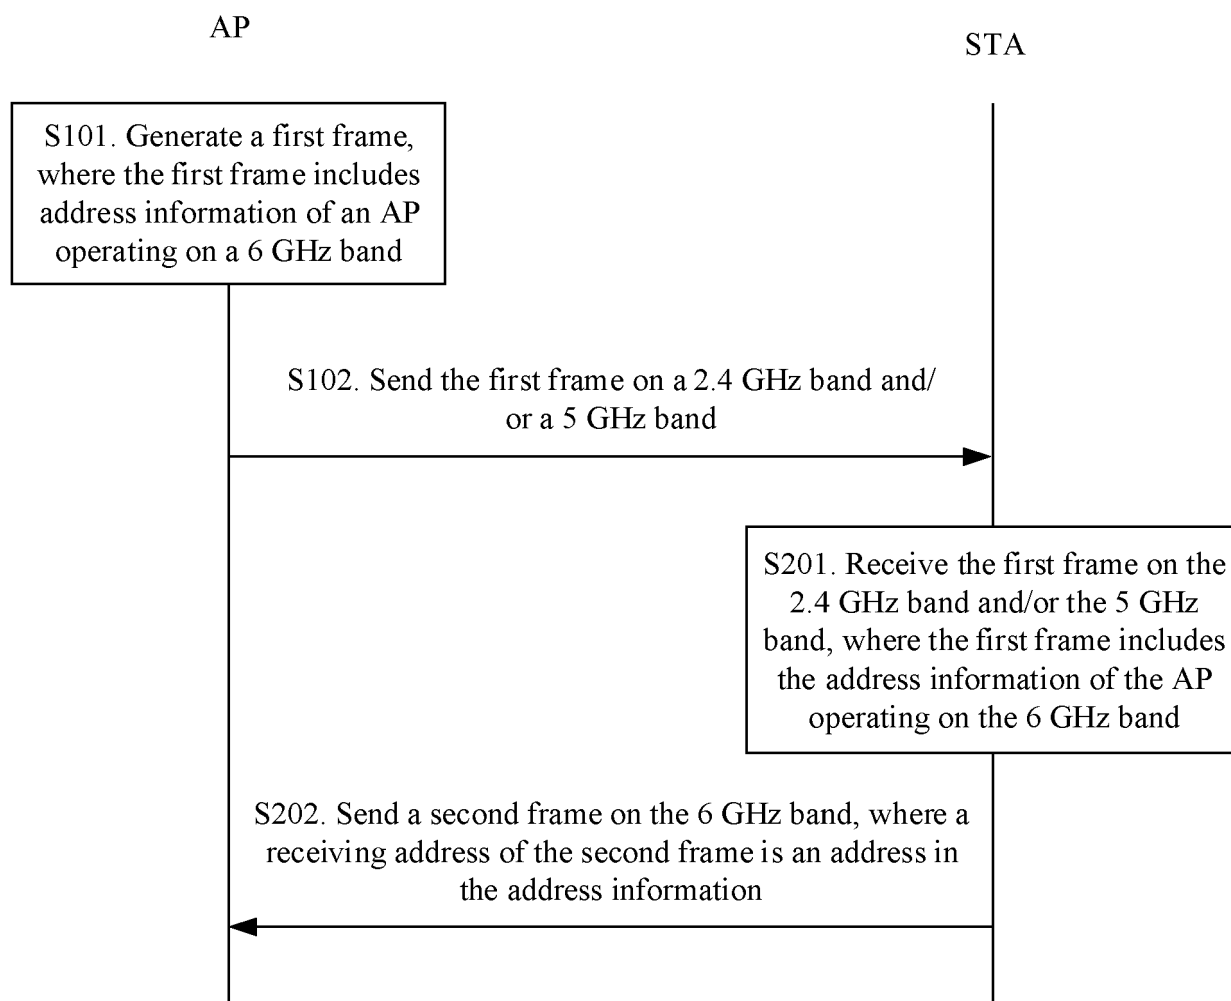 AP
STA
S101. Generate a first frame,
where the first frame includes
address information of an AP
operating on a 6 GHz band
S102. Send the first frame on a 2.4 GHz band and/
or a 5 GHz band
S201. Receive the first frame on the
2.4 GHz band and/or the 5 GHz
band, where the first frame includes
the address information of the AP
operating on the 6 GHz band
S202. Send a second frame on the 6 GHz band, where a
receiving address of the second frame is an address in
the address information